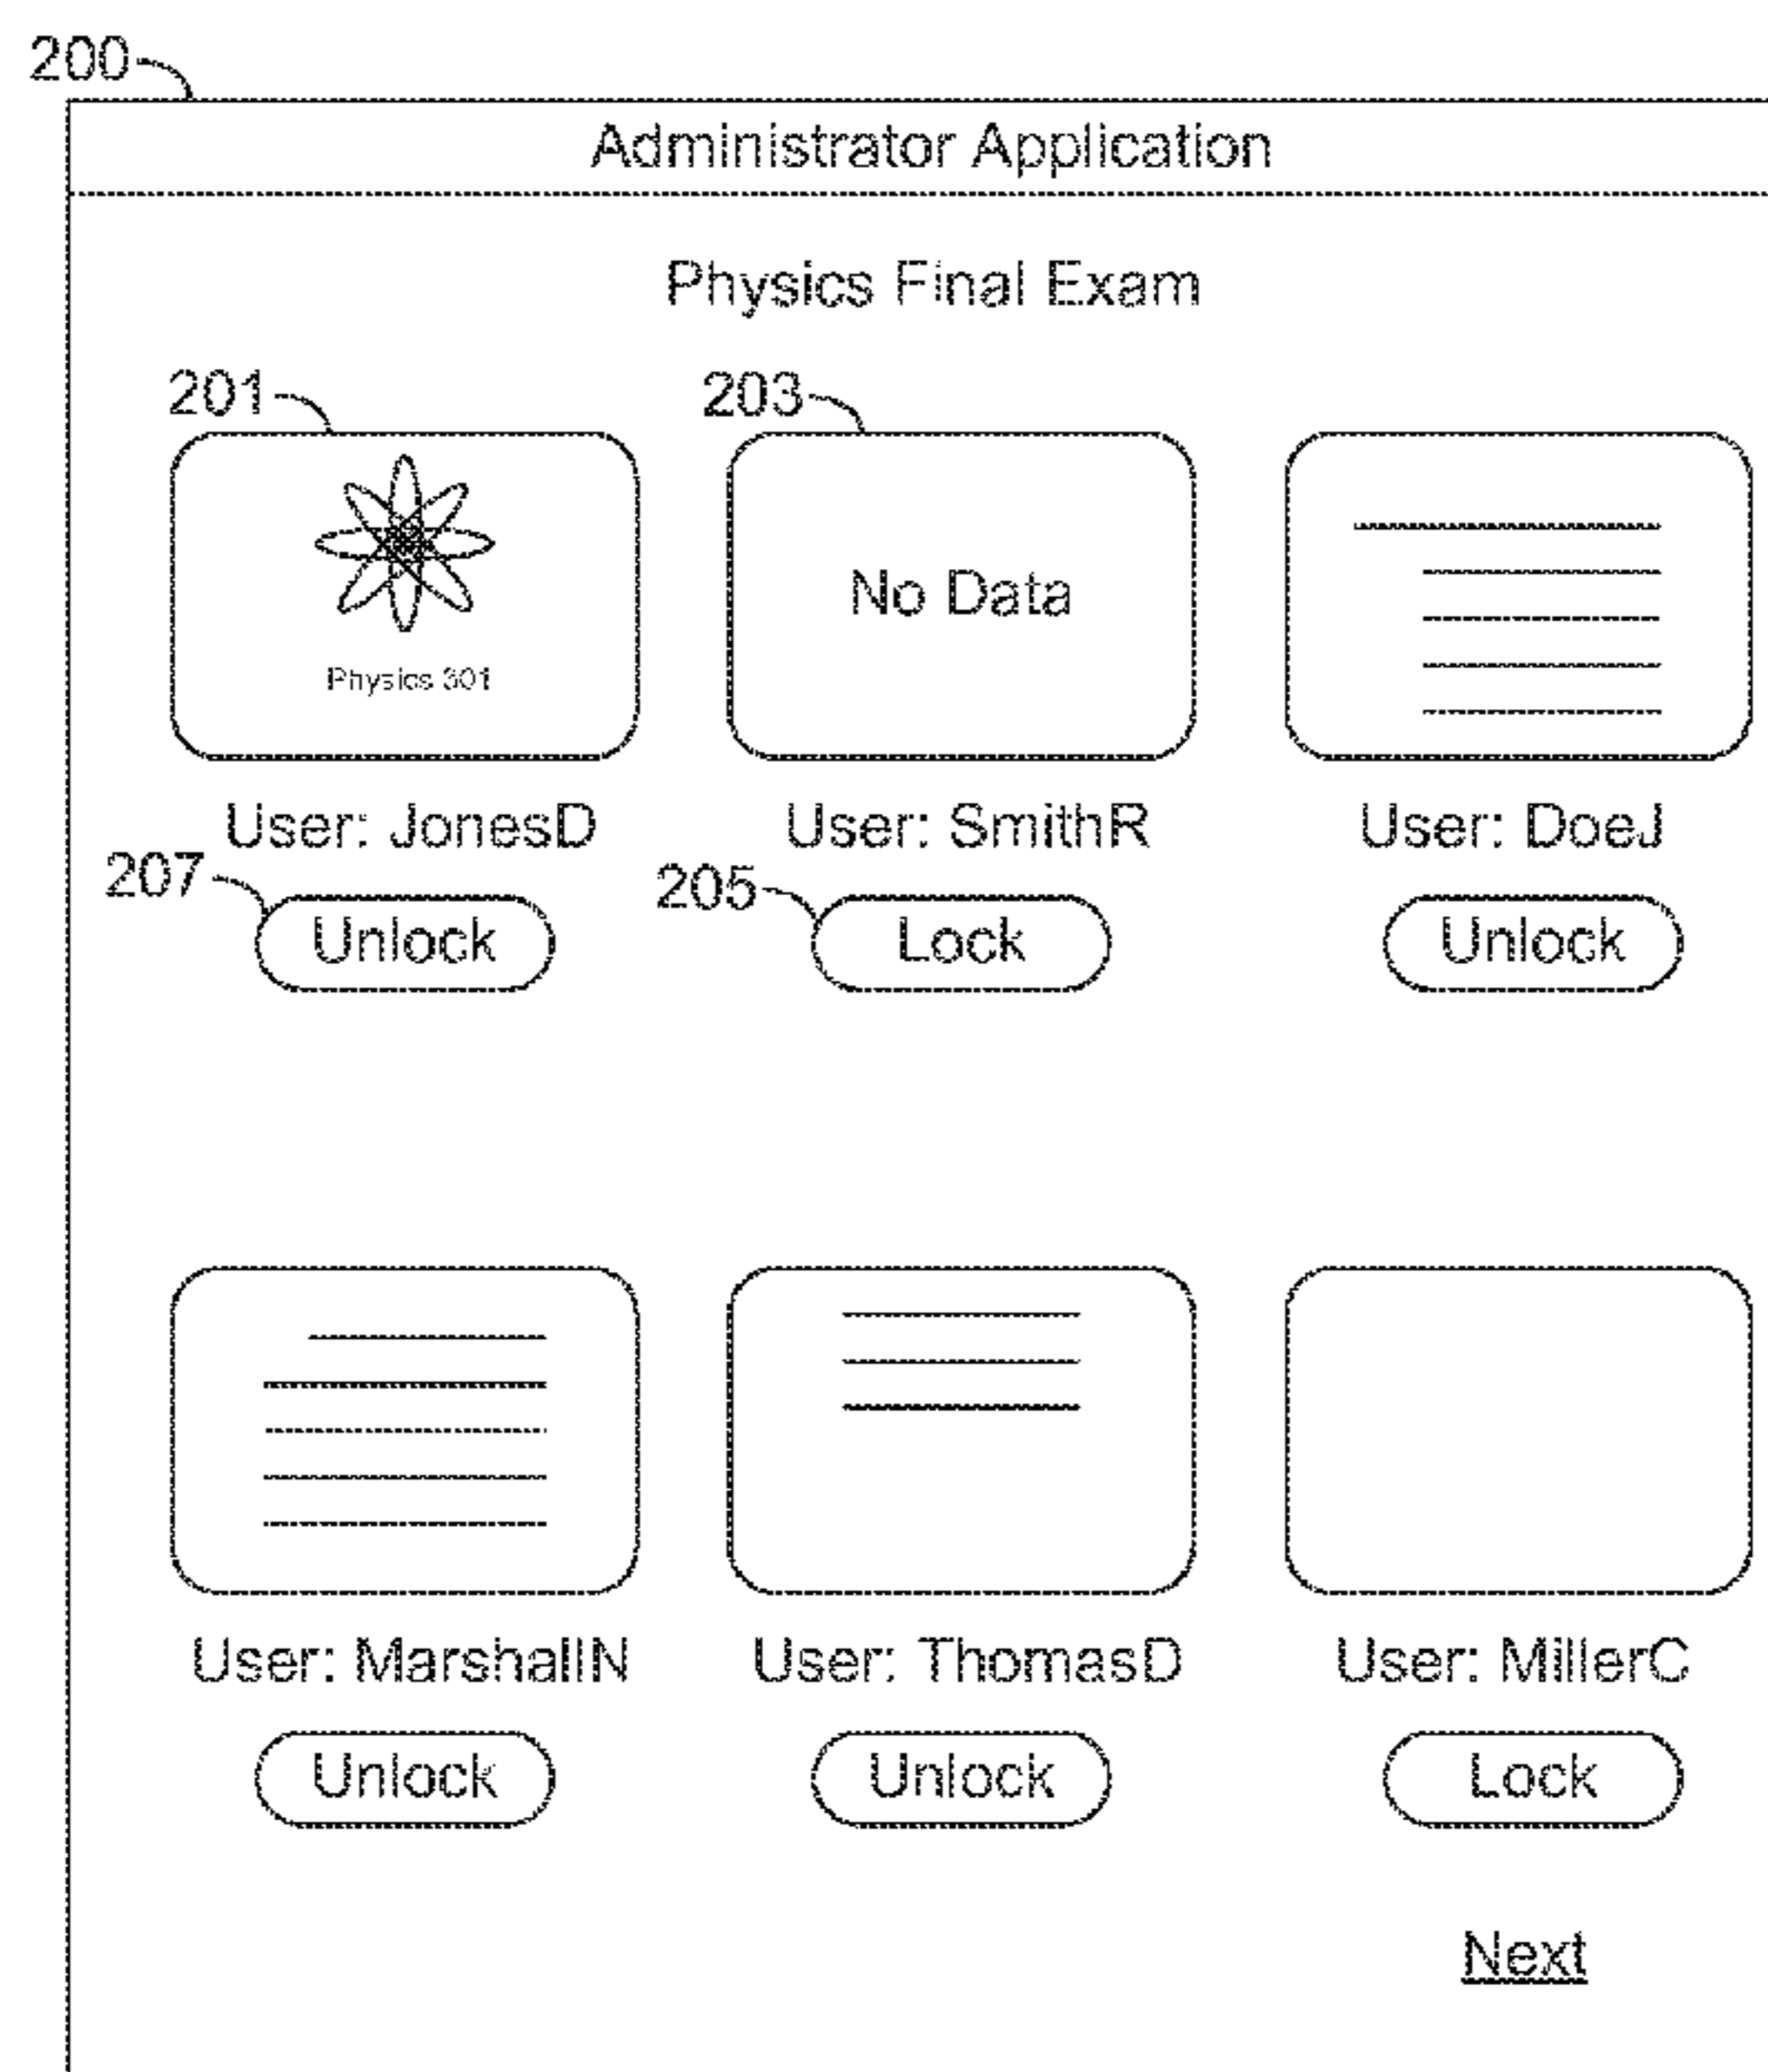 200
Administrator Application
Physics Final Exam
201 203
No Data
Physics 301
User: JonesD User: SmithR User: DoeJ
207 205
Unlock Lock Unlock
User: MarshallN User: ThomasD User: MillerC
Unlock Unlock Lock
Next